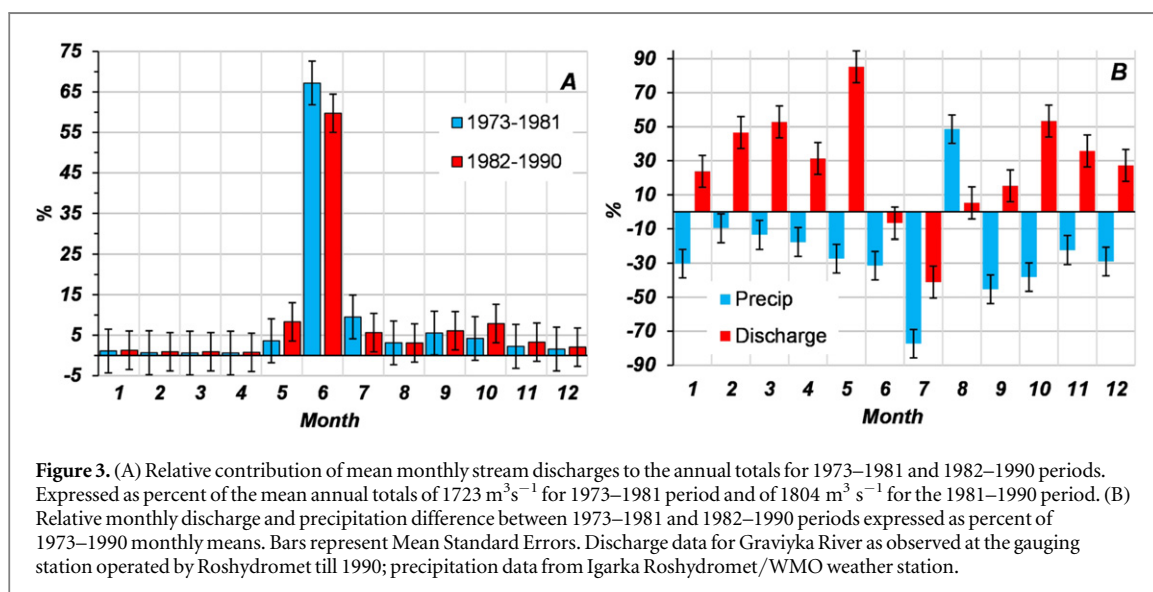 75
65
55
45
35
25
15
5
-5
%
A
1973-1981
1982-1990
1 2 3 4 5 6 7 8 9 10 11 12
Month
90
70
50
30
10
-10
-30
-50
-70
-90
%
B
Precip
Discharge
1 2 3 4 5 6 7 8 9 10 11 12
Month
Figure 3. (A) Relative contribution of mean monthly stream discharges to the annual totals for 1973–1981 and 1982–1990 periods.
Expressed as percent of the mean annual totals of 1723 m³s⁻¹ for 1973–1981 period and of 1804 m³ s⁻¹ for the 1981–1990 period. (B)
Relative monthly discharge and precipitation difference between 1973–1981 and 1982–1990 periods expressed as percent of
1973–1990 monthly means. Bars represent Mean Standard Errors. Discharge data for Graviyka River as observed at the gauging
station operated by Roshydromet till 1990; precipitation data from Igarka Roshydromet/WMO weather station.